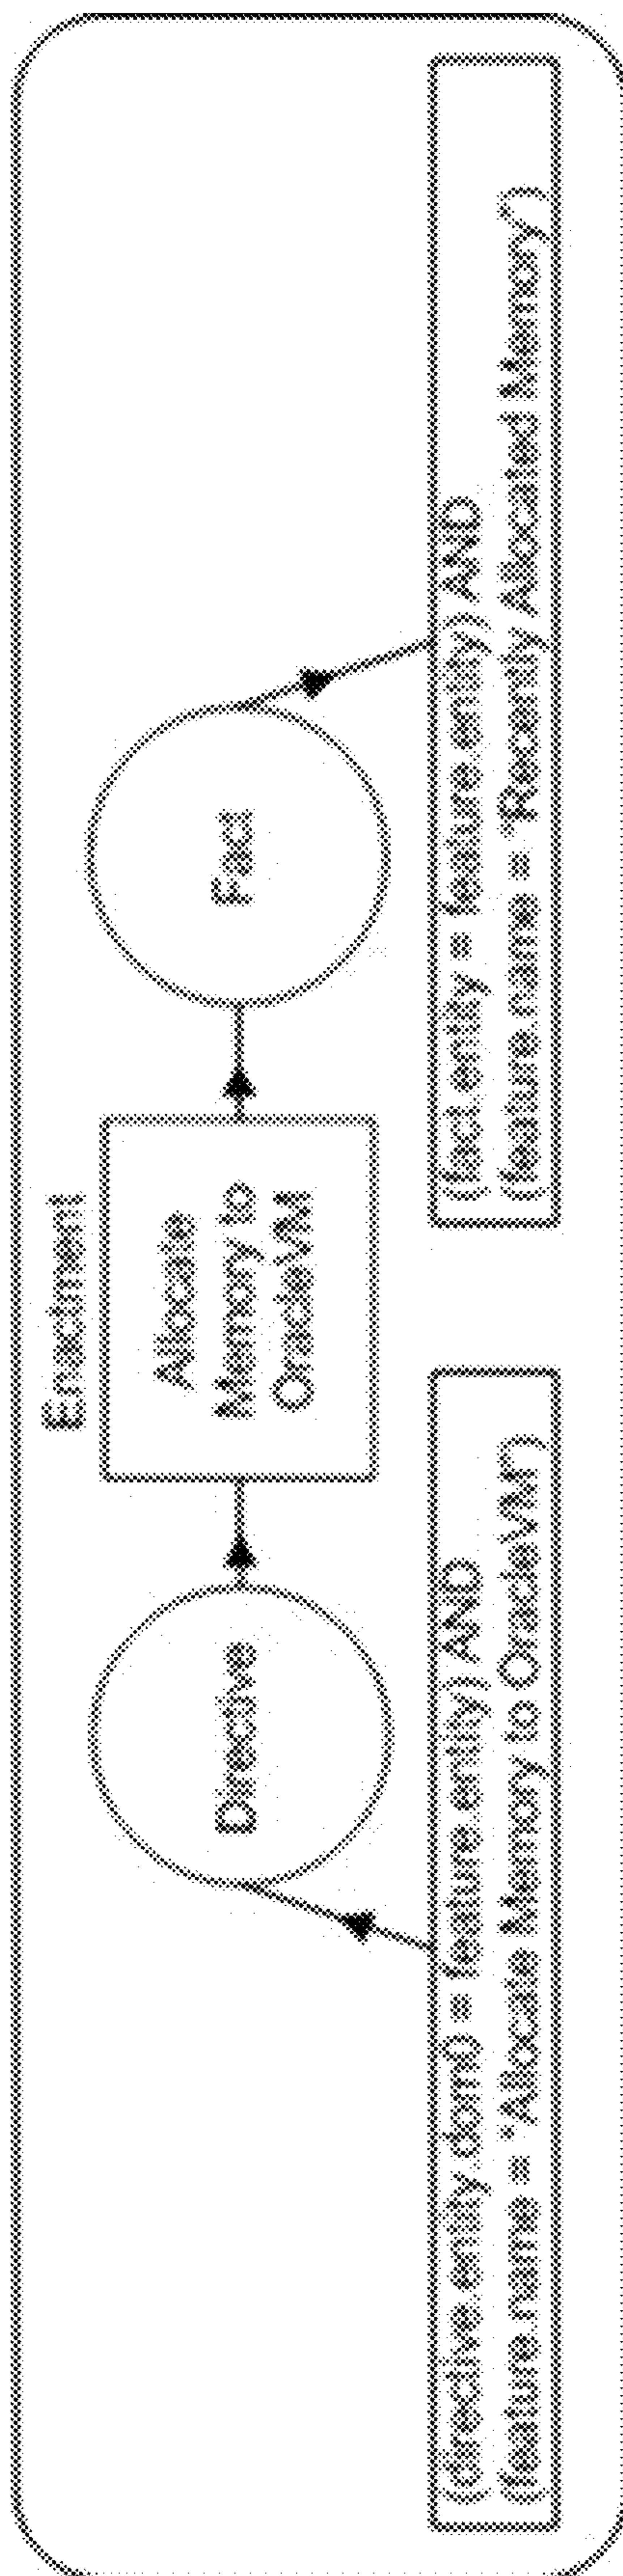 Enactment
Directive
Allocate
Memory to
OracleVM
Fact
(directive entity dom0 = feature entity) AND
(feature name = "Allocate Memory to OracleVM")
(fact entity = feature entity) AND
(feature name = "Recently Allocated Memory")